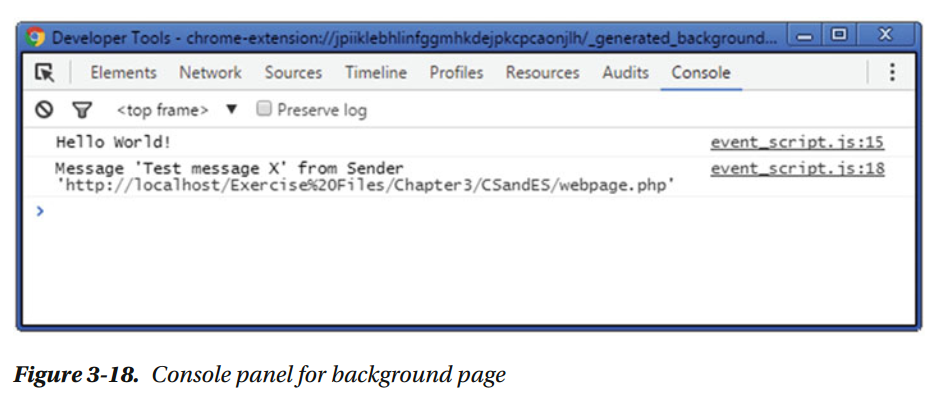 Developer Tools - chrome-extension://jpiiklebhlinfggmhkdejpkcpcaonjlh/_generated_background...
Elements Network Sources Timeline Profiles Resources Audits Console
<top frame> ▼ Preserve log
Hello World! event_script.js:15
Message 'Test message X' from Sender event_script.js:18
'http://localhost/Exercise%20Files/Chapter3/CSandES/webpage.php'
>
Figure 3-18. Console panel for background page